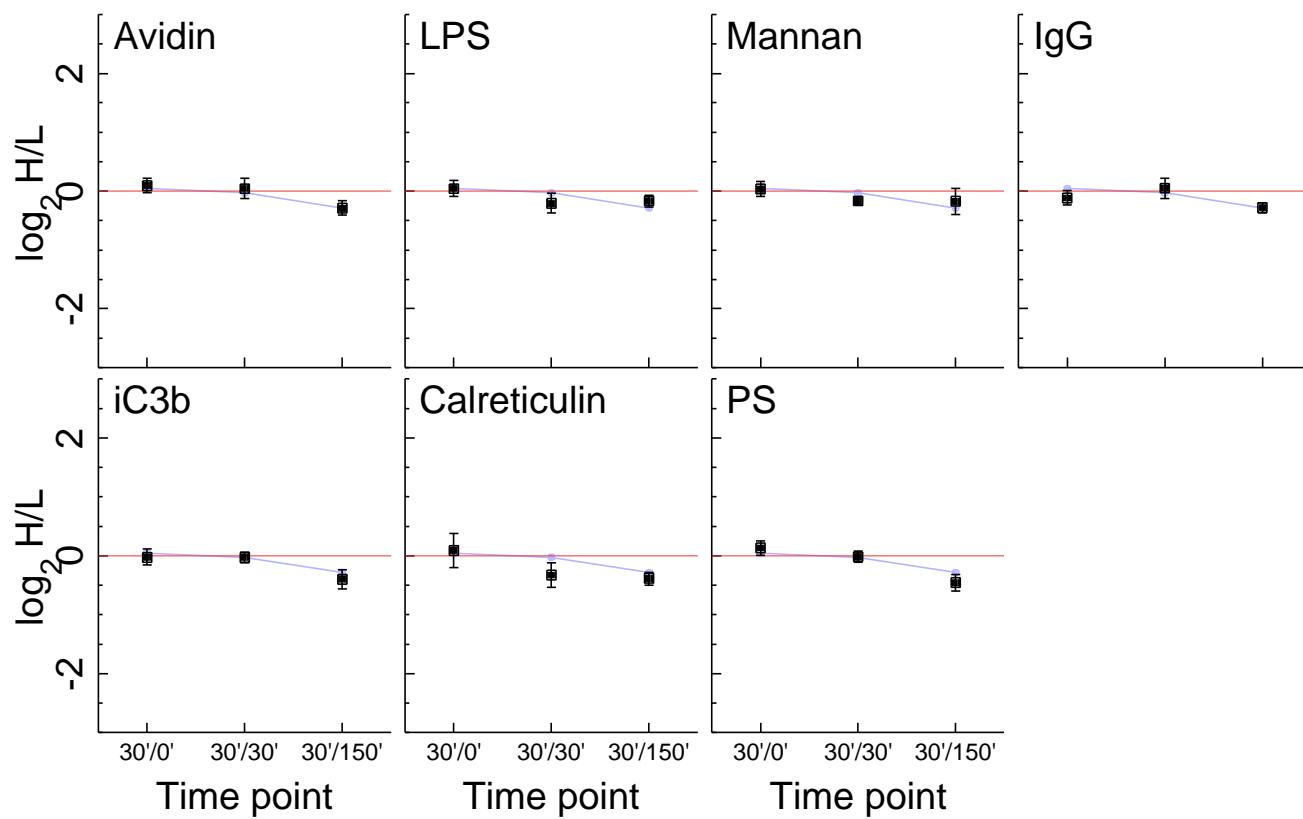 Avidin LPS Mannan IgG
2
0
-2
log2 H/L
iC3b Calreticulin PS
2
0
-2
log2 H/L
30'/0' 30'/30' 30'/150' 30'/0' 30'/30' 30'/150' 30'/0' 30'/30' 30'/150'
Time point Time point Time point